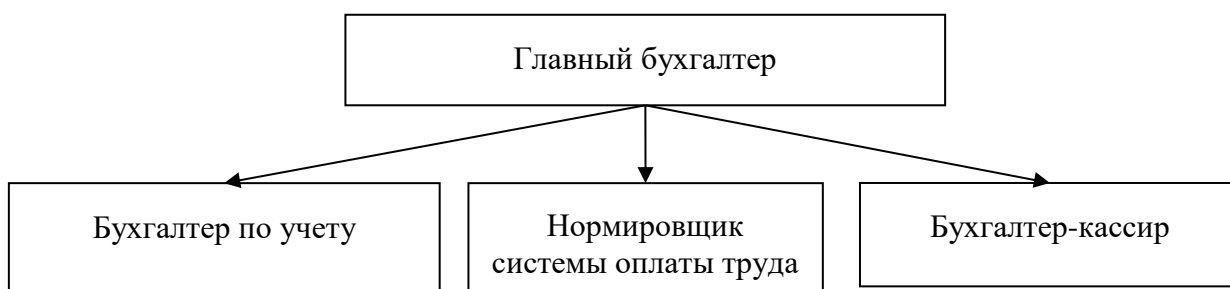 Главный бухгалтер
Бухгалтер по учету
Нормировщик
системы оплаты труда
Бухгалтер-кассир